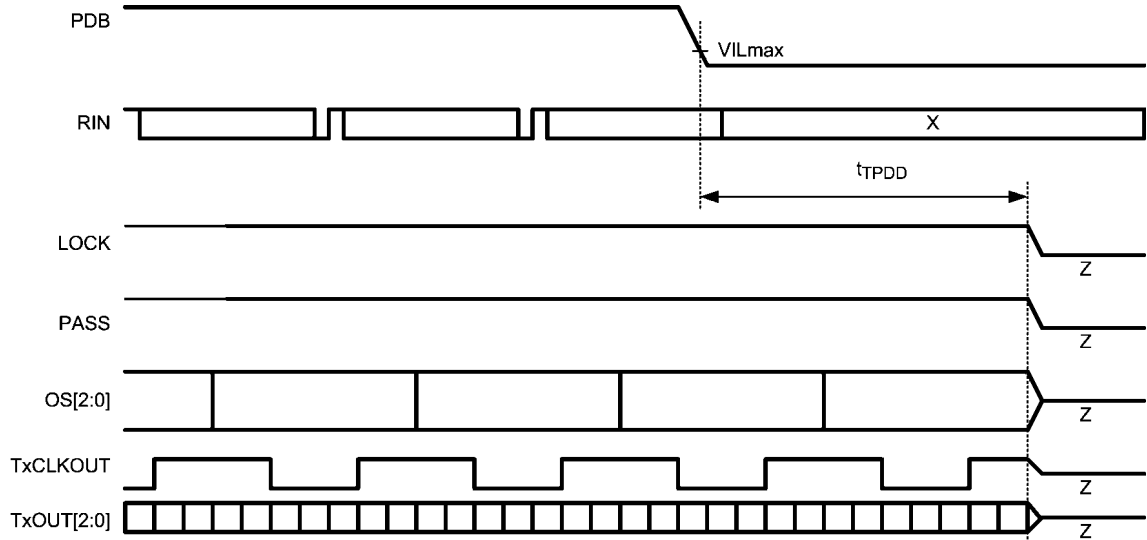 PDB
VILmax
RIN
X
tTPDD
LOCK
Z
PASS
Z
OS[2:0]
Z
TxCLKOUT
Z
TxOUT[2:0]
Z